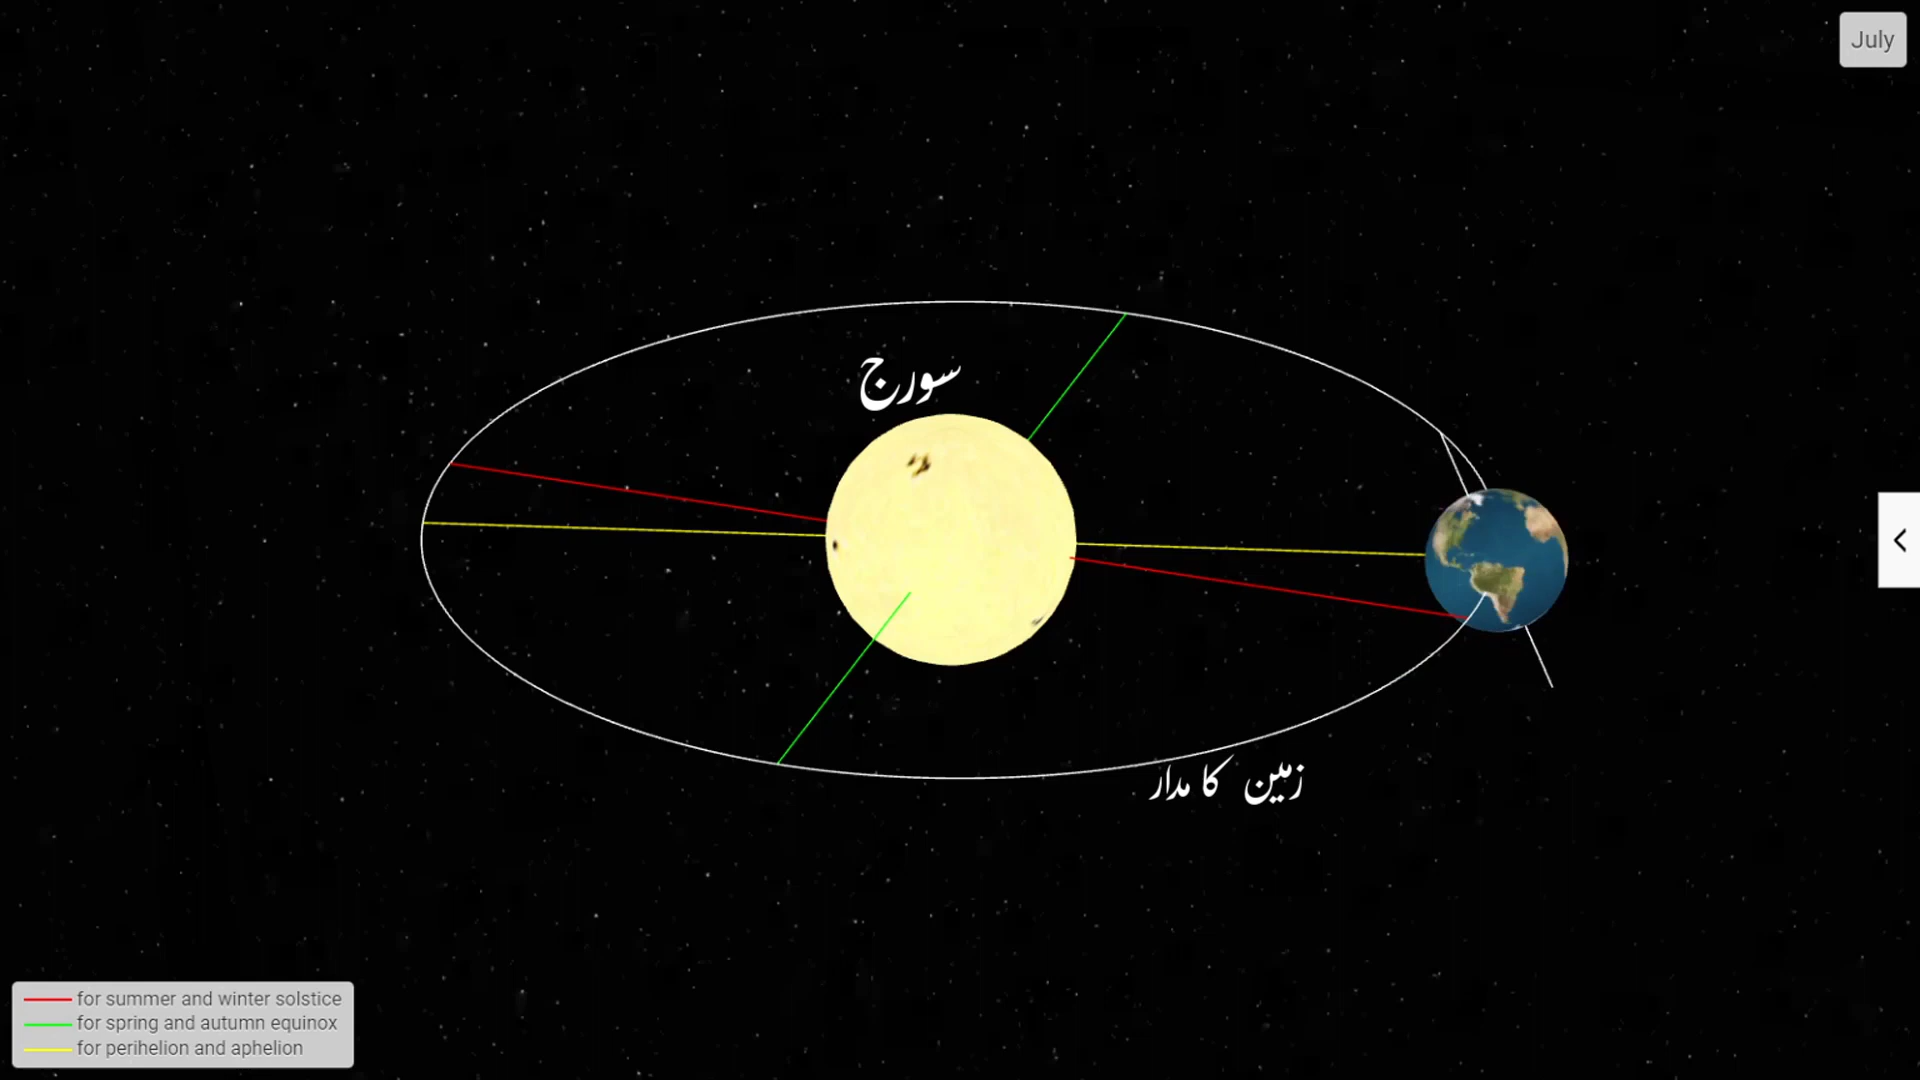 July
سورج
زمین کا مدار
for summer and winter solstice
for spring and autumn equinox
for perihelion and aphelion